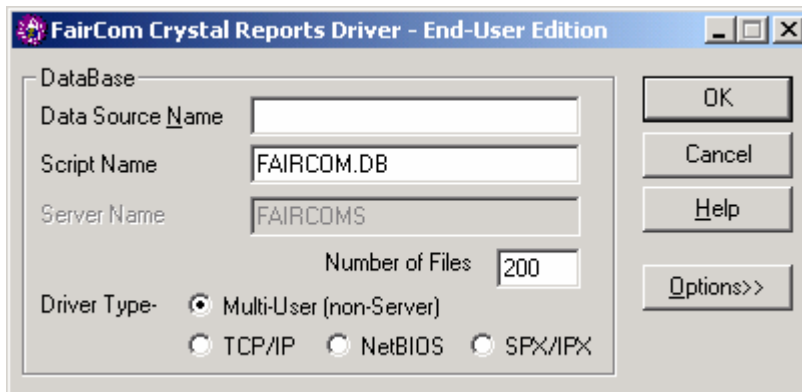 FairCom Crystal Reports Driver - End-User Edition
DataBase
Data Source Name
OK
Script Name FAIRCOM.DB
Cancel
Server Name FAIRCOMS
Help
Number of Files 200
Options>>
Driver Type- Multi-User (non-Server)
TCP/IP NetBIOS SPX/IPX